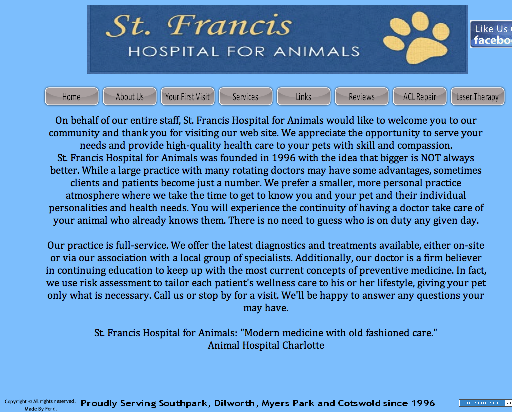 St. Francis
HOSPITAL FOR ANIMALS
Like Us
facebo
Home
About Us
Your First Visit
Services
Links
Reviews
ACL Repair
Laser Therapy
On behalf of our entire staff, St. Francis Hospital for Animals would like to welcome you to our
community and thank you for visiting our web site. We appreciate the opportunity to serve your
needs and provide high-quality health care to your pets with skill and compassion.
St. Francis Hospital for Animals was founded in 1996 with the idea that bigger is NOT always
better. While a large practice with many rotating doctors may have some advantages, sometimes
clients and patients become just a number. We prefer a smaller, more personal practice
atmosphere where we take the time to get to know you and your pet and their individual
personalities and health needs. You will experience the continuity of having a doctor take care of
your animal who already knows them. There is no need to guess who is on duty any given day.
Our practice is full-service. We offer the latest diagnostics and treatments available, either on-site
or via our association with a local group of specialists. Additionally, our doctor is a firm believer
in continuing education to keep up with the most current concepts of preventive medicine. In fact,
we use risk assessment to tailor each patient's wellness care to his or her lifestyle, giving your pet
only what is necessary. Call us or stop by for a visit. We'll be happy to answer any questions your
may have.
St. Francis Hospital for Animals: "Modern medicine with old fashioned care."
Animal Hospital Charlotte
Copyright © All rights reserved.
Made By
Proudly Serving Southpark, Dilworth, Myers Park and Cotswold since 1996